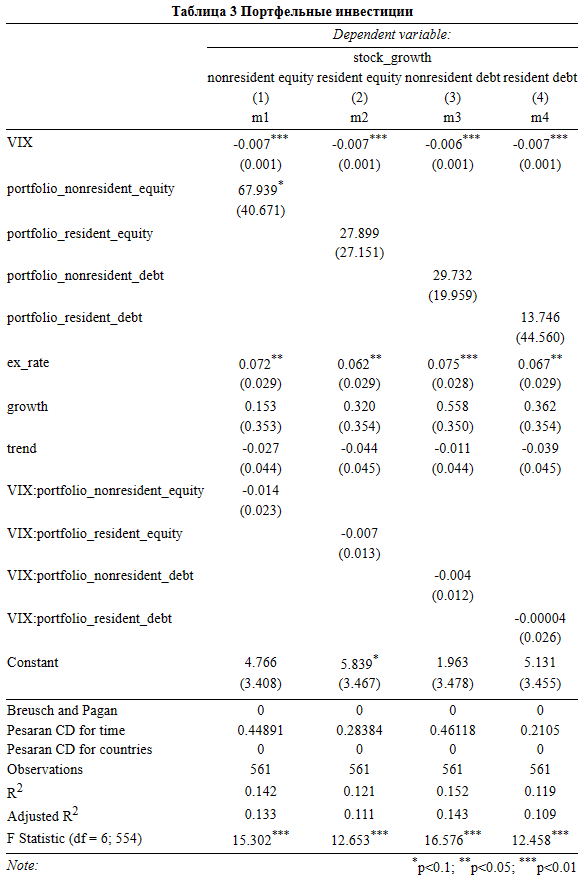 Таблица 3 Портфельные инвестиции
Dependent variable:
stock_growth
nonresident equity resident equity nonresident debt resident debt
(1) (2) (3) (4)
m1 m2 m3 m4
VIX -0.007*** -0.007*** -0.006*** -0.007***
(0.001) (0.001) (0.001) (0.001)
portfolio_nonresident_equity 67.939*
(40.671)
portfolio_resident_equity 27.899
(27.151)
portfolio_nonresident_debt 29.732
(19.959)
portfolio_resident_debt 13.746
(44.560)
ex_rate 0.072** 0.062** 0.075*** 0.067**
(0.029) (0.029) (0.028) (0.029)
growth 0.153 0.320 0.558 0.362
(0.353) (0.354) (0.350) (0.354)
trend -0.027 -0.044 -0.011 -0.039
(0.044) (0.045) (0.044) (0.045)
VIX:portfolio_nonresident_equity -0.014
(0.023)
VIX:portfolio_resident_equity -0.007
(0.013)
VIX:portfolio_nonresident_debt -0.004
(0.012)
VIX:portfolio_resident_debt -0.00004
(0.026)
Constant 4.766 5.839* 1.963 5.131
(3.408) (3.467) (3.478) (3.455)
Breusch and Pagan 0 0 0 0
Pesaran CD for time 0.44891 0.28384 0.46118 0.2105
Pesaran CD for countries 0 0 0 0
Observations 561 561 561 561
R2 0.142 0.121 0.152 0.119
Adjusted R2 0.133 0.111 0.143 0.109
F Statistic (df = 6; 554) 15.302*** 12.653*** 16.576*** 12.458***
Note: *p<0.1; **p<0.05; ***p<0.01